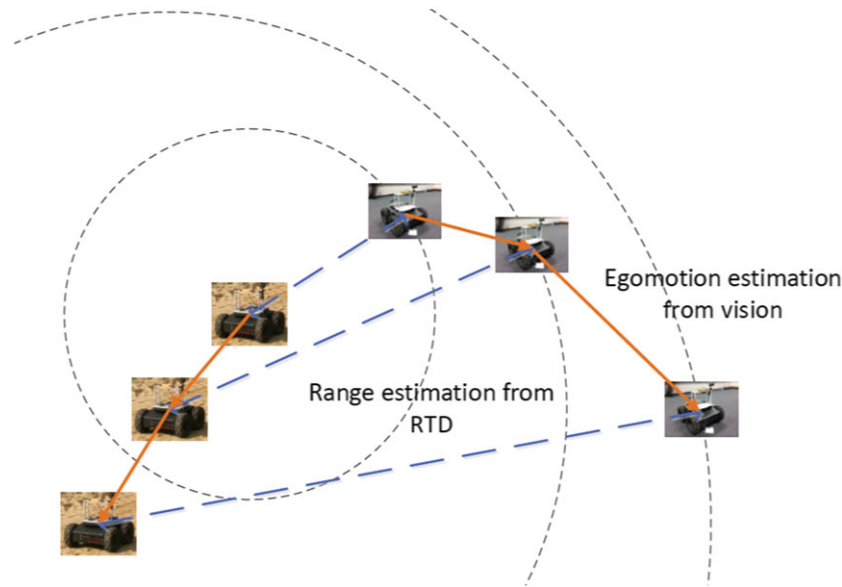 Egomotion estimation
from vision
Range estimation from
RTD